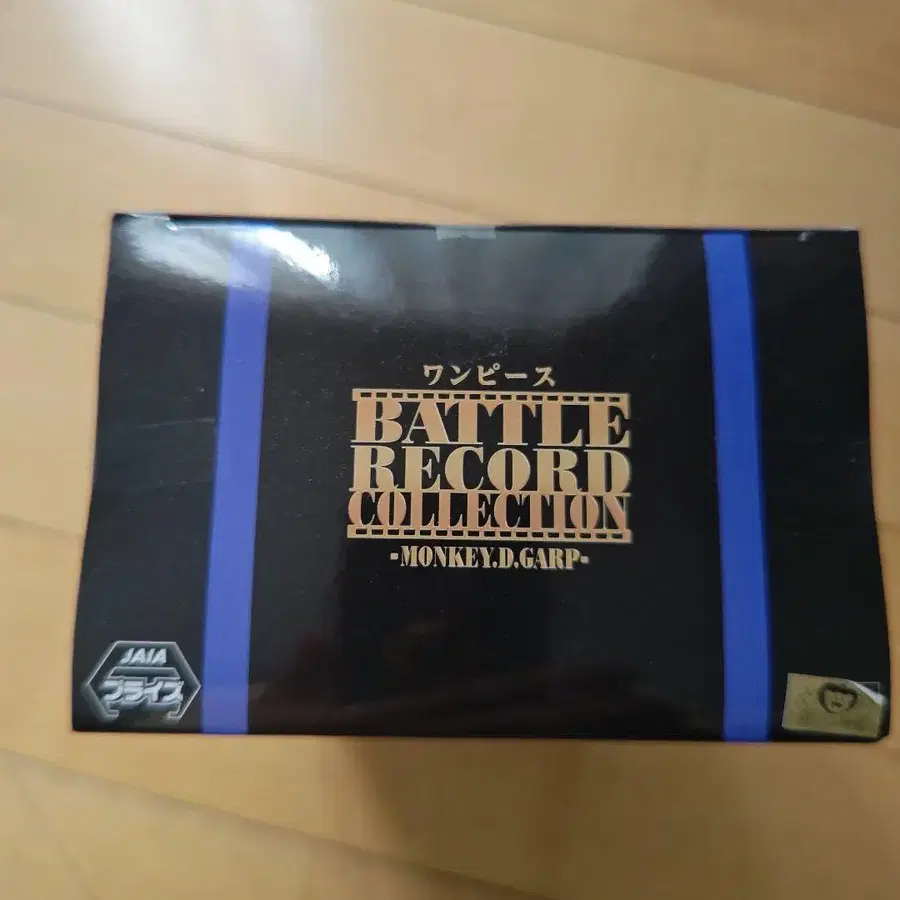 ワンピース
BATTLE
RECORD
COLLECTION
-MONKEY.D.GARP-
JAIA
プライズ